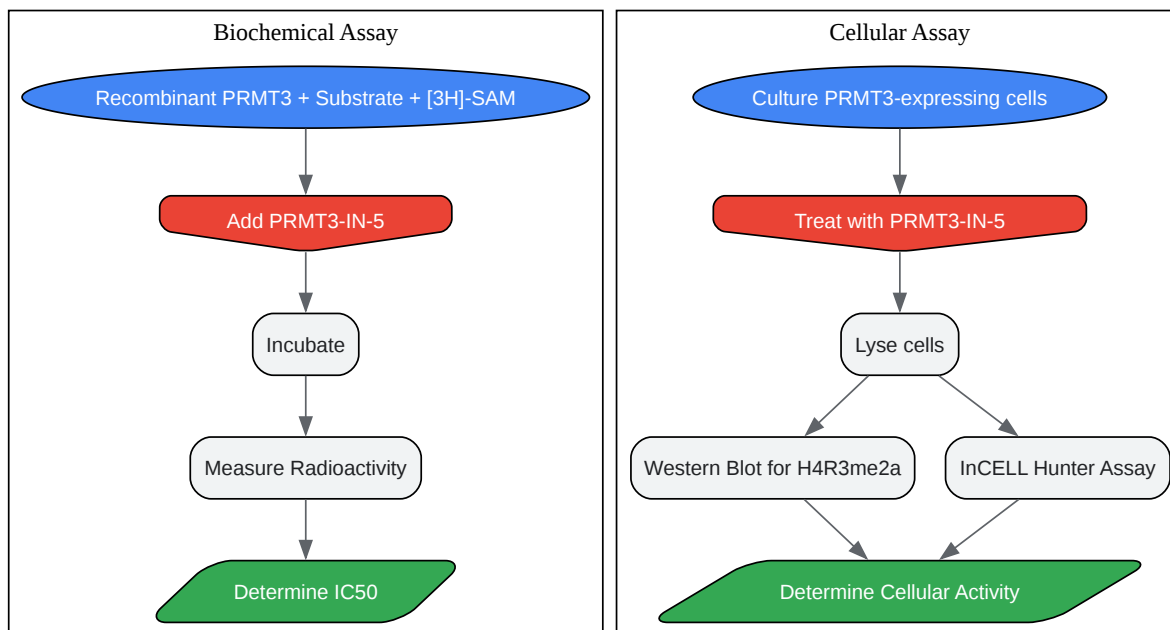 Biochemical Assay
Recombinant PRMT3 + Substrate + [3H]-SAM
Add PRMT3-IN-5
Incubate
Measure Radioactivity
Determine IC50
Cellular Assay
Culture PRMT3-expressing cells
Treat with PRMT3-IN-5
Lyse cells
Western Blot for H4R3me2a
InCELL Hunter Assay
Determine Cellular Activity